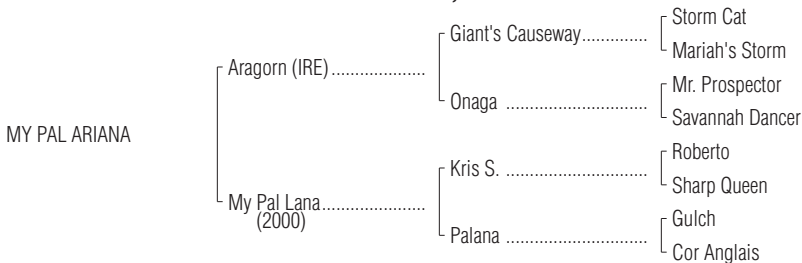 Storm Cat
Giant's Causeway..............
Mariah's Storm
Aragorn (IRE)....................
Mr. Prospector
Onaga ..............................
Savannah Dancer
MY PAL ARIANA
Roberto
Kris S. ..............................
Sharp Queen
My Pal Lana......................
(2000)
Gulch
Palana ..............................
Cor Anglais